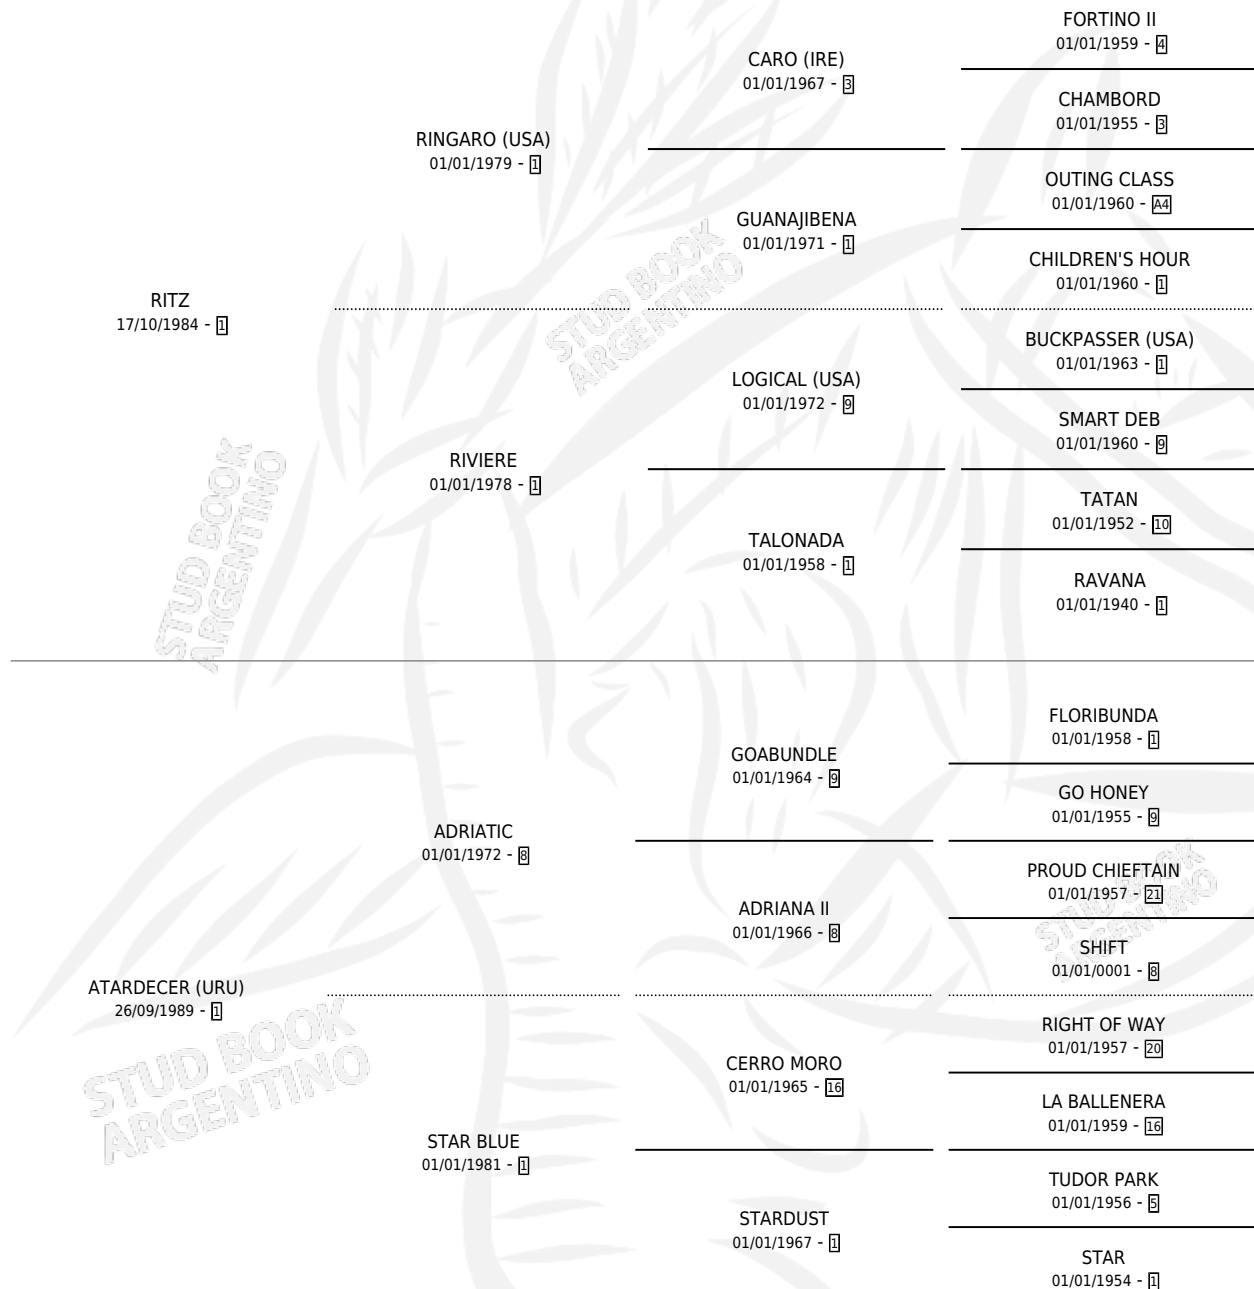 FORTINO II
01/01/1959 - 4
CARO (IRE)
01/01/1967 - 3
CHAMBORD
01/01/1955 - 3
RINGARO (USA)
01/01/1979 - 1
OUTING CLASS
01/01/1960 - A4
GUANAJIBENA
01/01/1971 - 1
CHILDREN'S HOUR
01/01/1960 - 1
RITZ
17/10/1984 - 1
BUCKPASSER (USA)
01/01/1963 - 1
LOGICAL (USA)
01/01/1972 - 9
SMART DEB
01/01/1960 - 9
RIVIERE
01/01/1978 - 1
TATAN
01/01/1952 - 10
TALONADA
01/01/1958 - 1
RAVANA
01/01/1940 - 1
FLORIBUNDA
01/01/1958 - 1
GOABUNDLE
01/01/1964 - 9
GO HONEY
01/01/1955 - 9
ADRIATIC
01/01/1972 - 8
PROUD CHIEFTAIN
01/01/1957 - 21
ADRIANA II
01/01/1966 - 8
SHIFT
01/01/0001 - 8
ATARDECER (URU)
26/09/1989 - 1
RIGHT OF WAY
01/01/1957 - 20
CERRO MORO
01/01/1965 - 16
LA BALLENERA
01/01/1959 - 16
STAR BLUE
01/01/1981 - 1
TUDOR PARK
01/01/1956 - 5
STARDUST
01/01/1967 - 1
STAR
01/01/1954 - 1
STUD BOOK
ARGENTINO
STUD BOOK
ARGENTINO
STUD BOOK
ARGENTINO
STUD BOOK
ARGENTINO